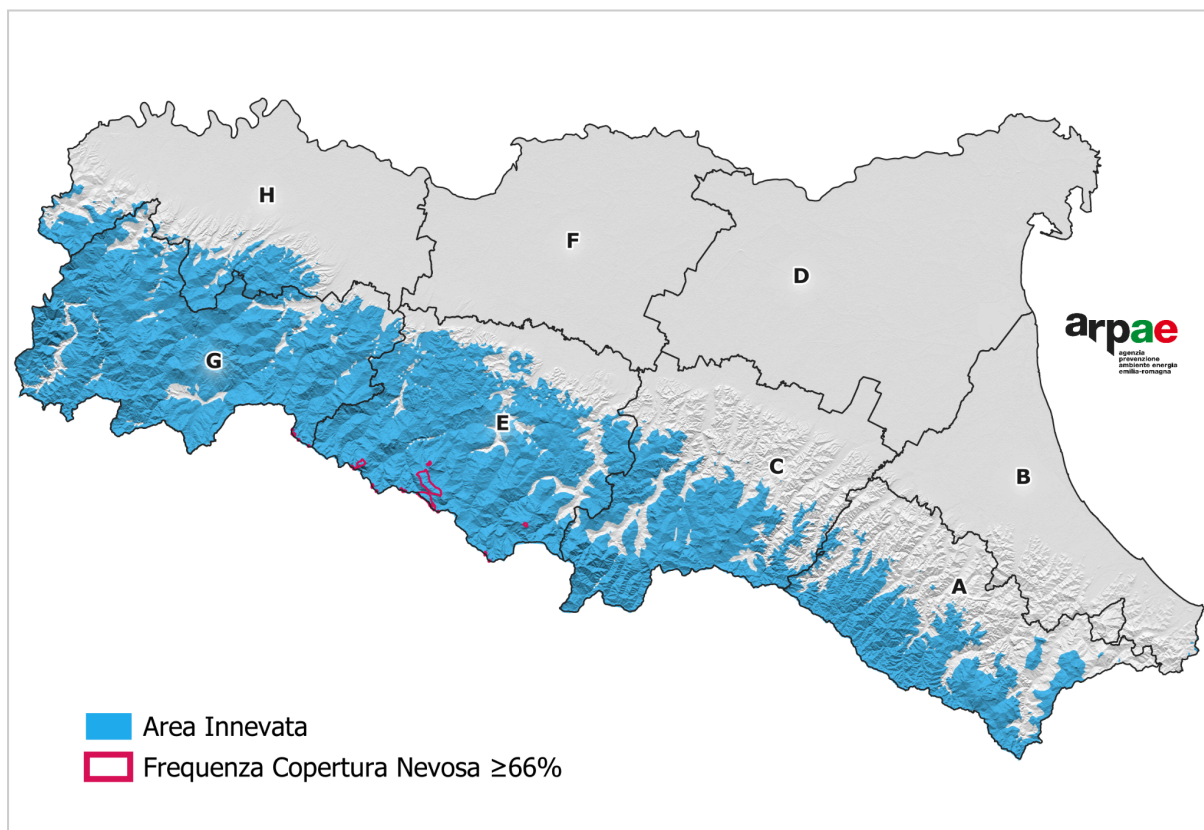 H
F
D
arpae
agenzia
prevenzione
ambiente energia
emilia-romagna
G
E
C
B
A
Area Innevata
Frequenza Copertura Nevosa ≥66%